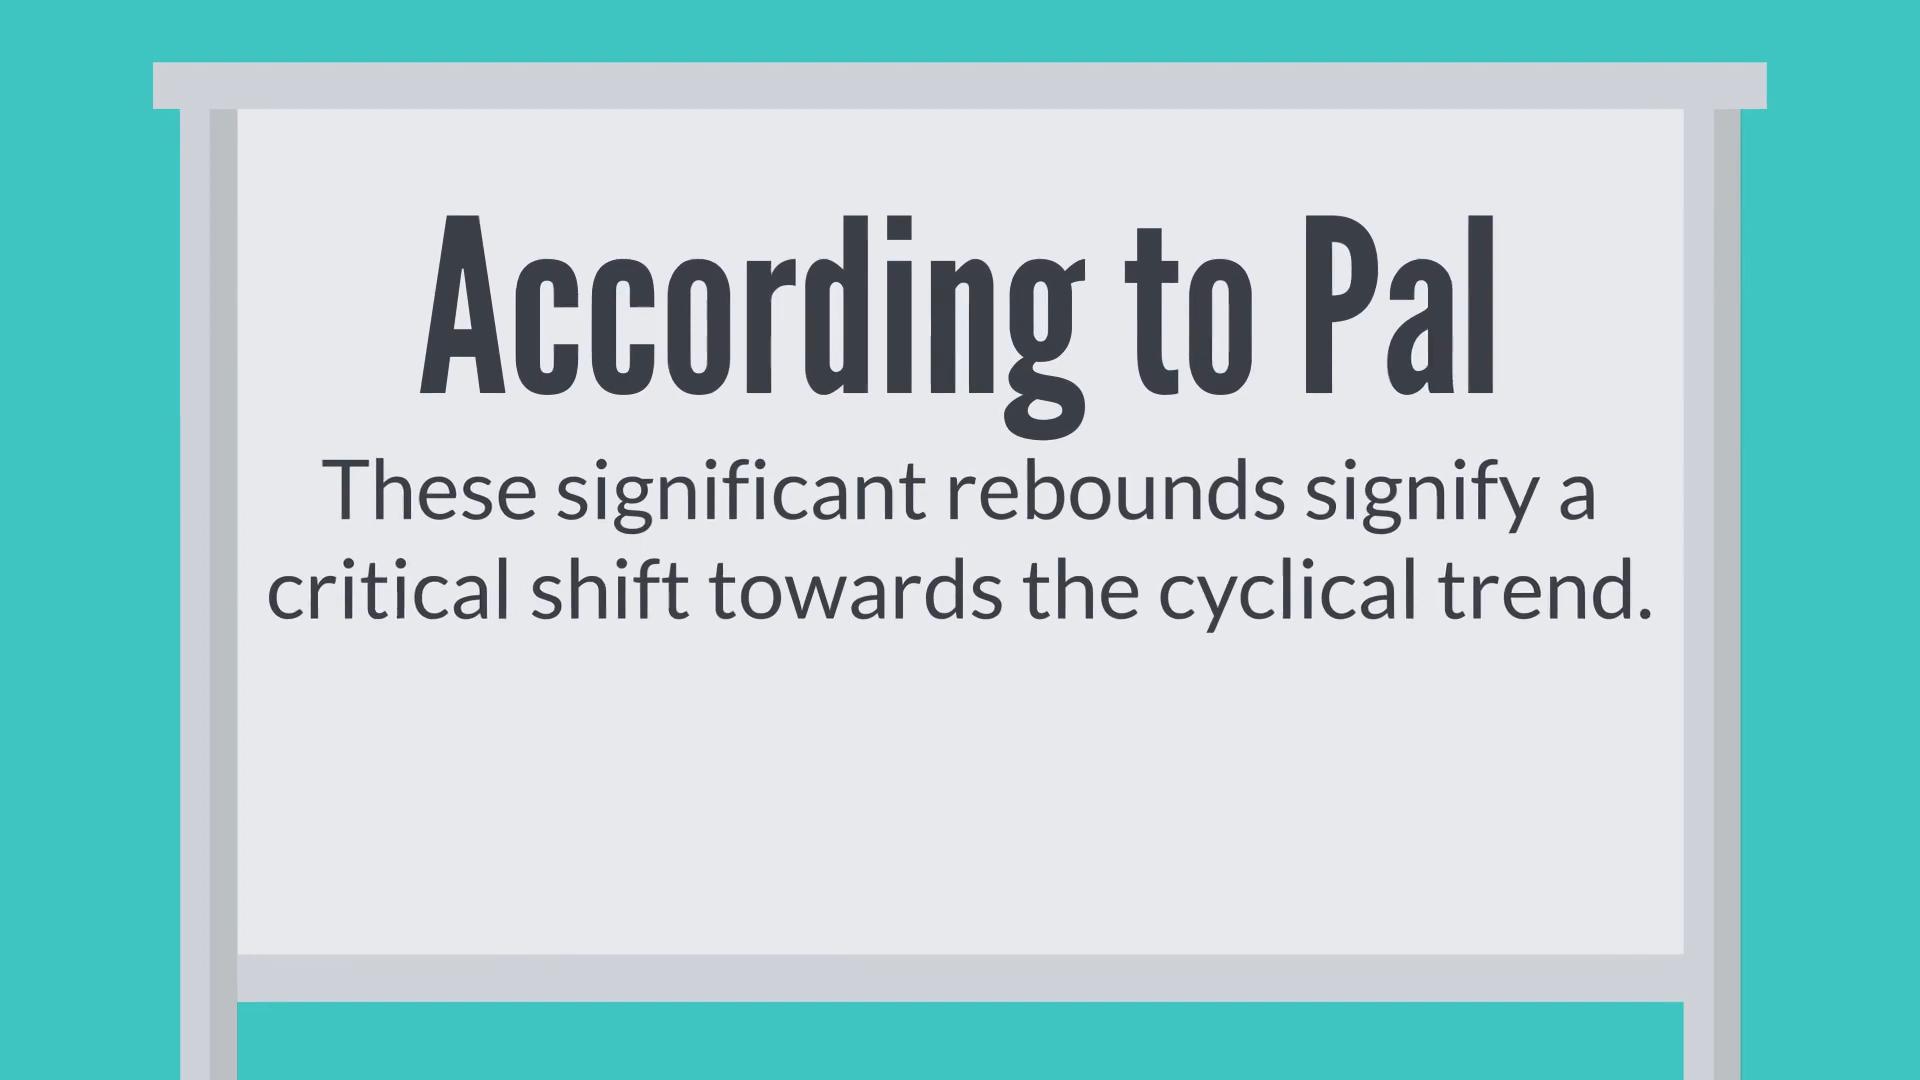 According to Pal
These significant rebounds signify a
critical shift towards the cyclical trend.